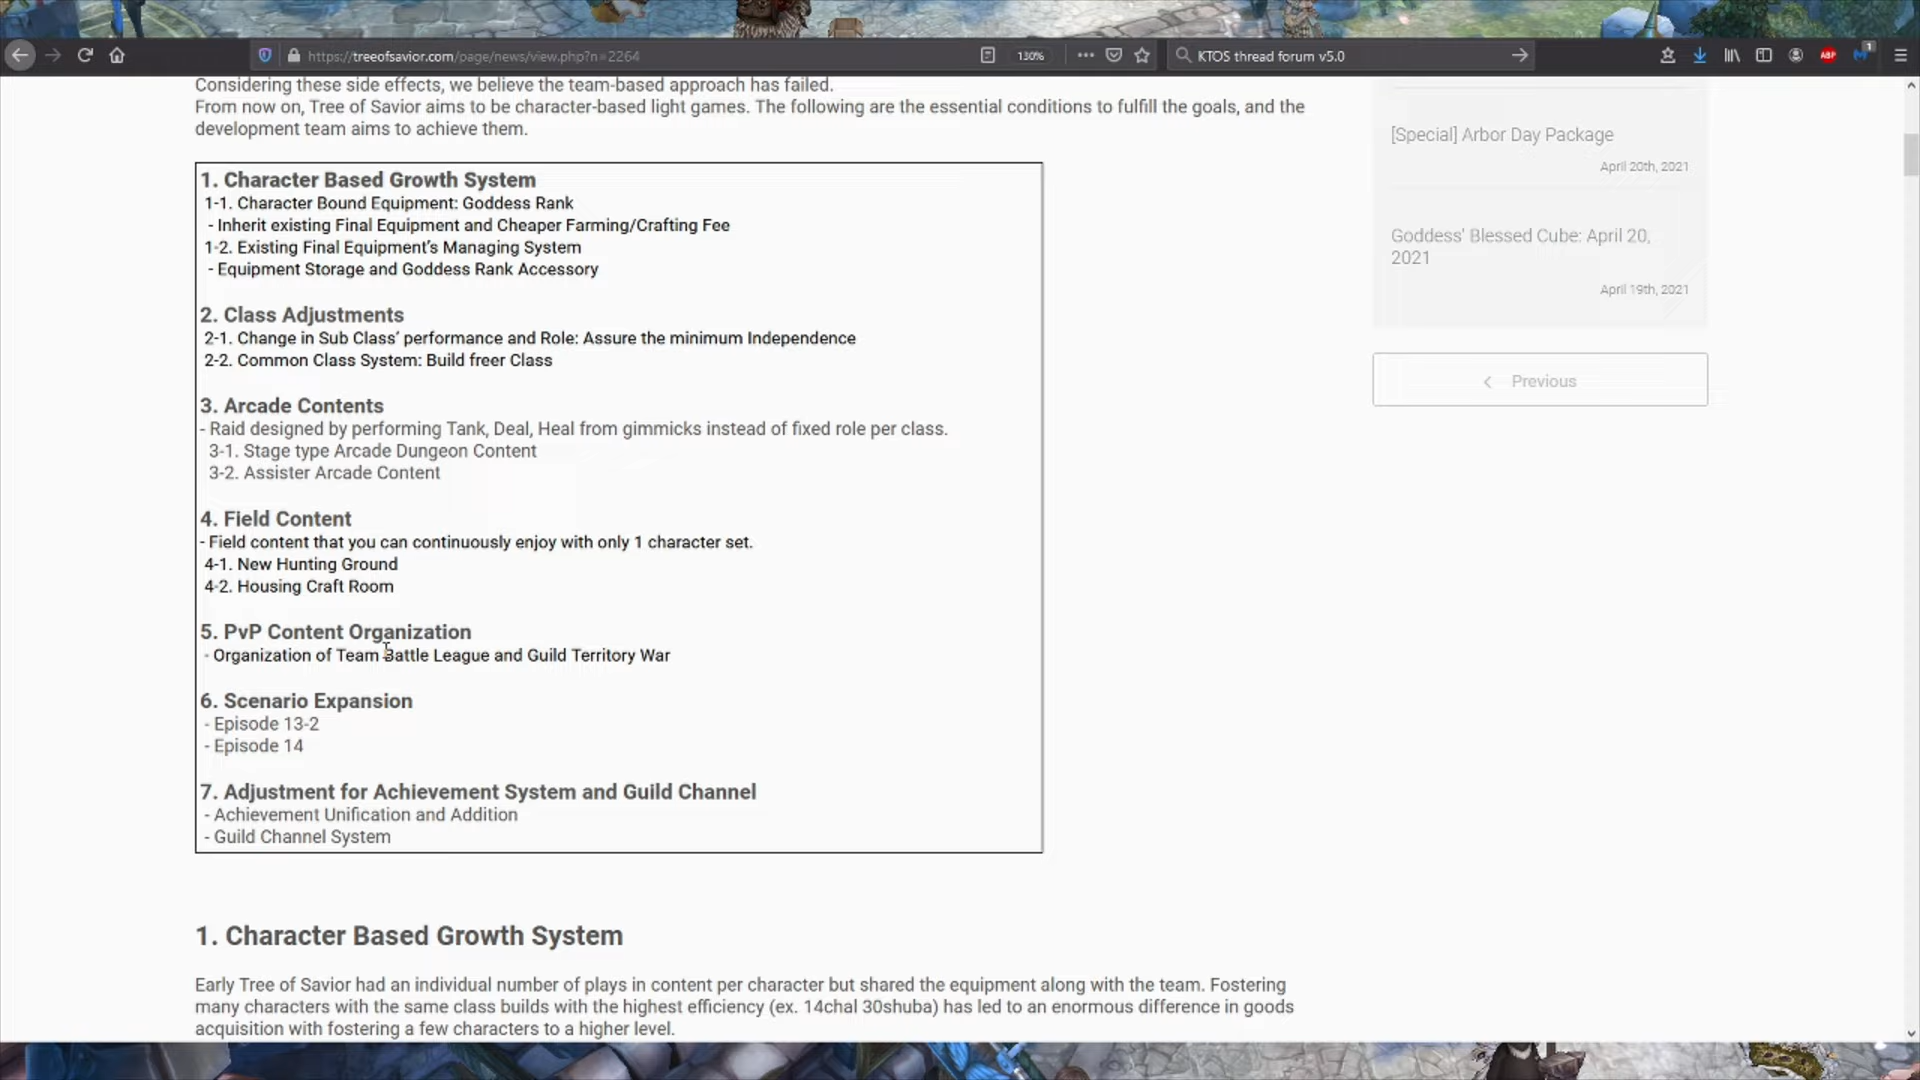 https://treeofsavior.com/page/news/view.php?n=2264
130%
KTOS thread forum v5.0
ABP
1
Considering these side effects, we believe the team-based approach has failed.
From now on, Tree of Savior aims to be character-based light games. The following are the essential conditions to fulfill the goals, and the
development team aims to achieve them.
1. Character Based Growth System
1-1. Character Bound Equipment: Goddess Rank
- Inherit existing Final Equipment and Cheaper Farming/Crafting Fee
1-2. Existing Final Equipment's Managing System
- Equipment Storage and Goddess Rank Accessory
2. Class Adjustments
2-1. Change in Sub Class' performance and Role: Assure the minimum Independence
2-2. Common Class System: Build freer Class
3. Arcade Contents
- Raid designed by performing Tank, Deal, Heal from gimmicks instead of fixed role per class.
3-1. Stage type Arcade Dungeon Content
3-2. Assister Arcade Content
4. Field Content
- Field content that you can continuously enjoy with only 1 character set.
4-1. New Hunting Ground
4-2. Housing Craft Room
5. PvP Content Organization
- Organization of Team Battle League and Guild Territory War
6. Scenario Expansion
- Episode 13-2
- Episode 14
7. Adjustment for Achievement System and Guild Channel
- Achievement Unification and Addition
- Guild Channel System
1. Character Based Growth System
Early Tree of Savior had an individual number of plays in content per character but shared the equipment along with the team. Fostering
many characters with the same class builds with the highest efficiency (ex. 14chal 30shuba) has led to an enormous difference in goods
acquisition with fostering a few characters to a higher level.
[Special] Arbor Day Package
April 20th, 2021
Goddess' Blessed Cube: April 20,
2021
April 19th, 2021
Previous